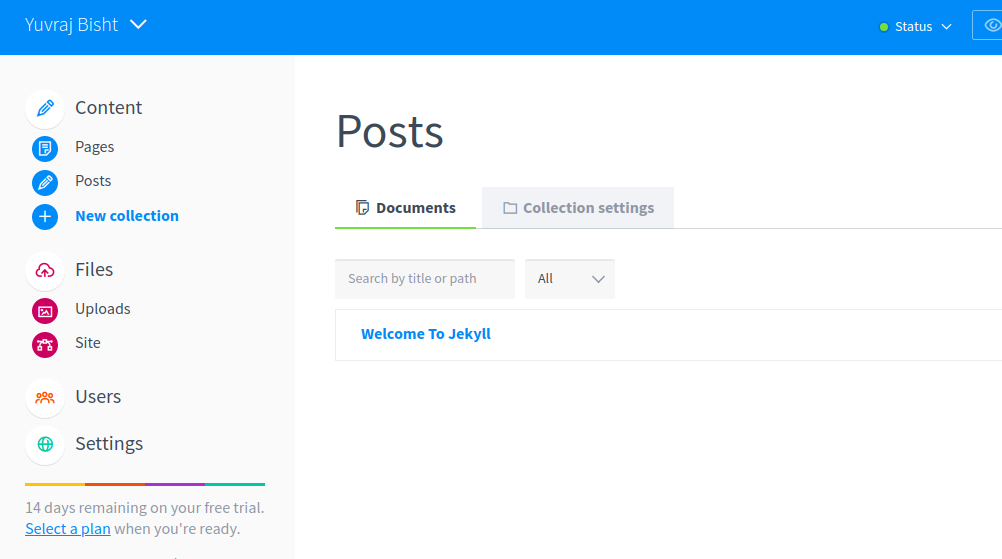 Yuvraj Bisht
Status
Content
Pages
Posts
New collection
Files
Uploads
Site
Users
Settings
14 days remaining on your free trial.
Select a plan when you're ready.
Posts
Documents
Collection settings
Search by title or path
All
Welcome To Jekyll